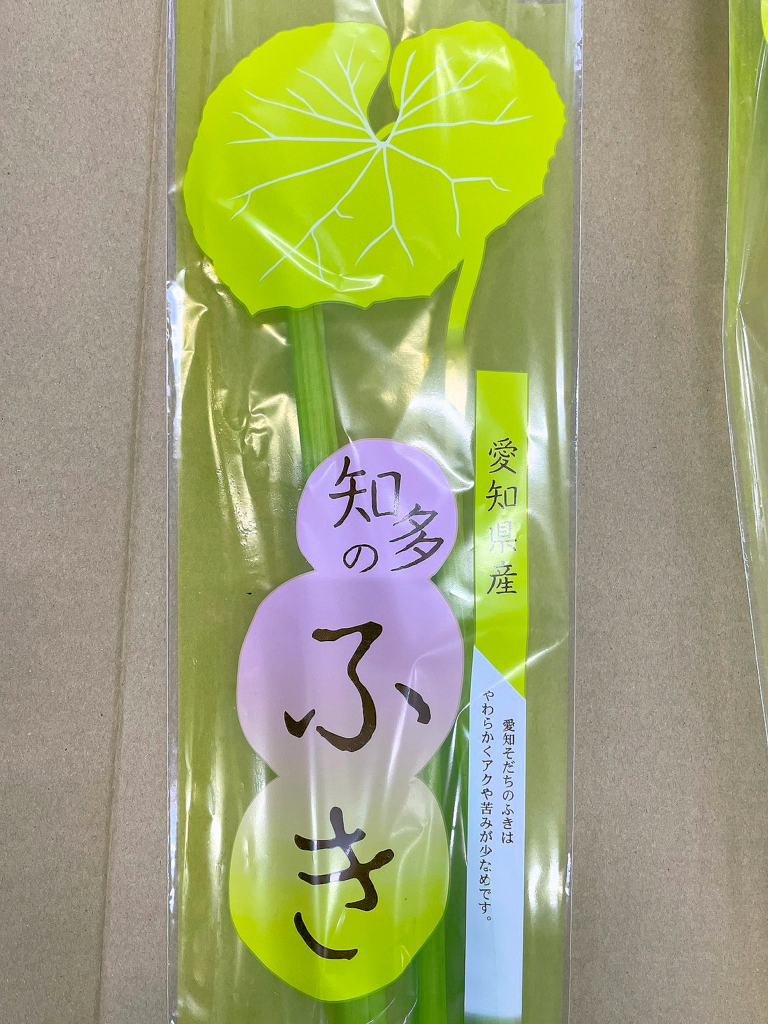 知多の
ふき
愛知県産
愛知そだちのふきは
やわらかくアクや苦みが少なめです。